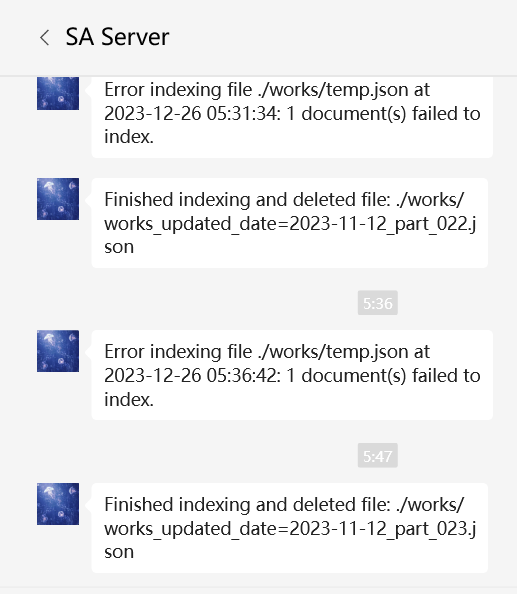 SA Server
Error indexing file ./works/temp.json at
2023-12-26 05:31:34: 1 document(s) failed to
index.
Finished indexing and deleted file: ./works/
works_updated_date=2023-11-12_part_022.j
son
5:36
Error indexing file ./works/temp.json at
2023-12-26 05:36:42: 1 document(s) failed to
index.
5:47
Finished indexing and deleted file: ./works/
works_updated_date=2023-11-12_part_023.j
son